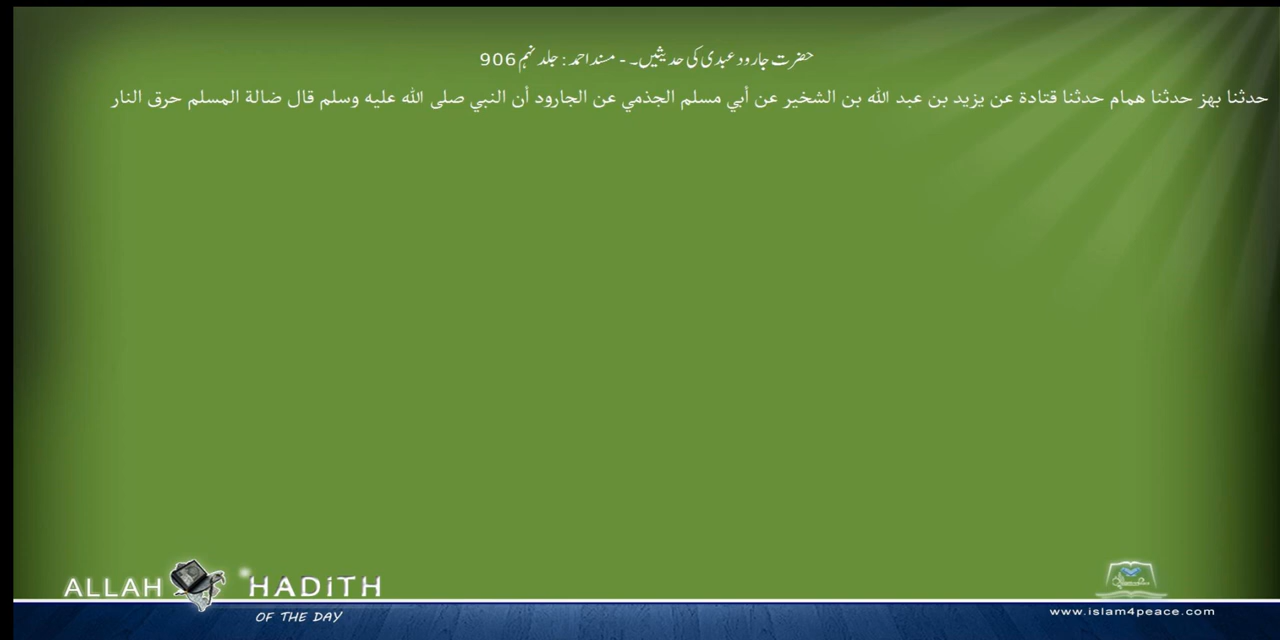 حضرت جارود عبدی کی حدیثیں۔ - مسند احمد : جلد نہم 906
حدثنا بهز حدثنا همام حدثنا قتادة عن يزيد بن عبد الله بن الشخير عن أبي مسلم الجذمي عن الجارود أن النبي صلى الله عليه وسلم قال ضالة المسلم حرق النار
ALLAH HADITH
OF THE DAY
www.islam4peace.com